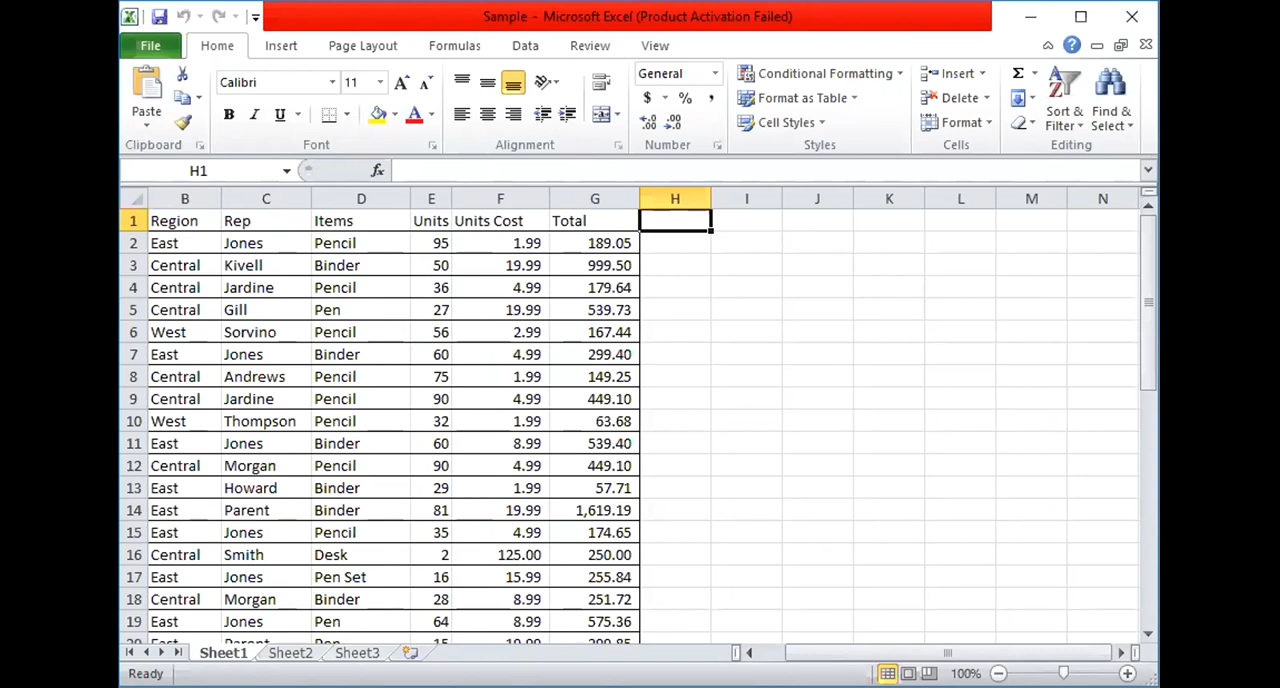 Sample - Microsoft Excel (Product Activation Failed)
File Home Insert Page Layout Formulas Data Review View
Calibri 11 General Conditional Formatting Insert Σ
Paste Format as Table Delete Sort & Filter Find & Select
B I U $ % , Cell Styles Format
Clipboard Font Alignment Number Styles Cells Editing
H1 fx
B C D E F G H I J K L M N
1 Region Rep Items Units Units Cost Total
2 East Jones Pencil 95 1.99 189.05
3 Central Kivell Binder 50 19.99 999.50
4 Central Jardine Pencil 36 4.99 179.64
5 Central Gill Pen 27 19.99 539.73
6 West Sorvino Pencil 56 2.99 167.44
7 East Jones Binder 60 4.99 299.40
8 Central Andrews Pencil 75 1.99 149.25
9 Central Jardine Pencil 90 4.99 449.10
10 West Thompson Pencil 32 1.99 63.68
11 East Jones Binder 60 8.99 539.40
12 Central Morgan Pencil 90 4.99 449.10
13 East Howard Binder 29 1.99 57.71
14 East Parent Binder 81 19.99 1,619.19
15 East Jones Pencil 35 4.99 174.65
16 Central Smith Desk 2 125.00 250.00
17 East Jones Pen Set 16 15.99 255.84
18 Central Morgan Binder 28 8.99 251.72
19 East Jones Pen 64 8.99 575.36
20 East Parent Pen 15 19.99 299.85
Sheet1 Sheet2 Sheet3
Ready 100%